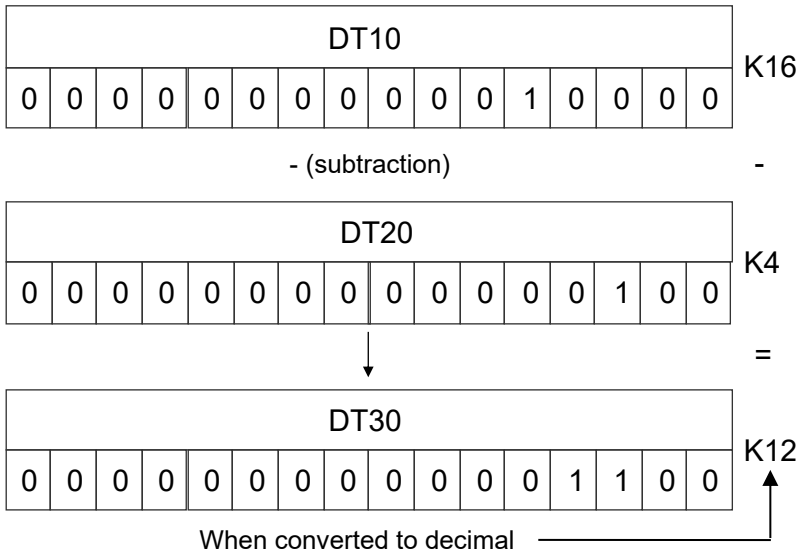 DT10
K16
0 0 0 0 0 0 0 0 0 0 0 1 0 0 0 0
- (subtraction) -
DT20
K4
0 0 0 0 0 0 0 0 0 0 0 0 0 1 0 0
=
DT30
K12
0 0 0 0 0 0 0 0 0 0 0 0 1 1 0 0
When converted to decimal